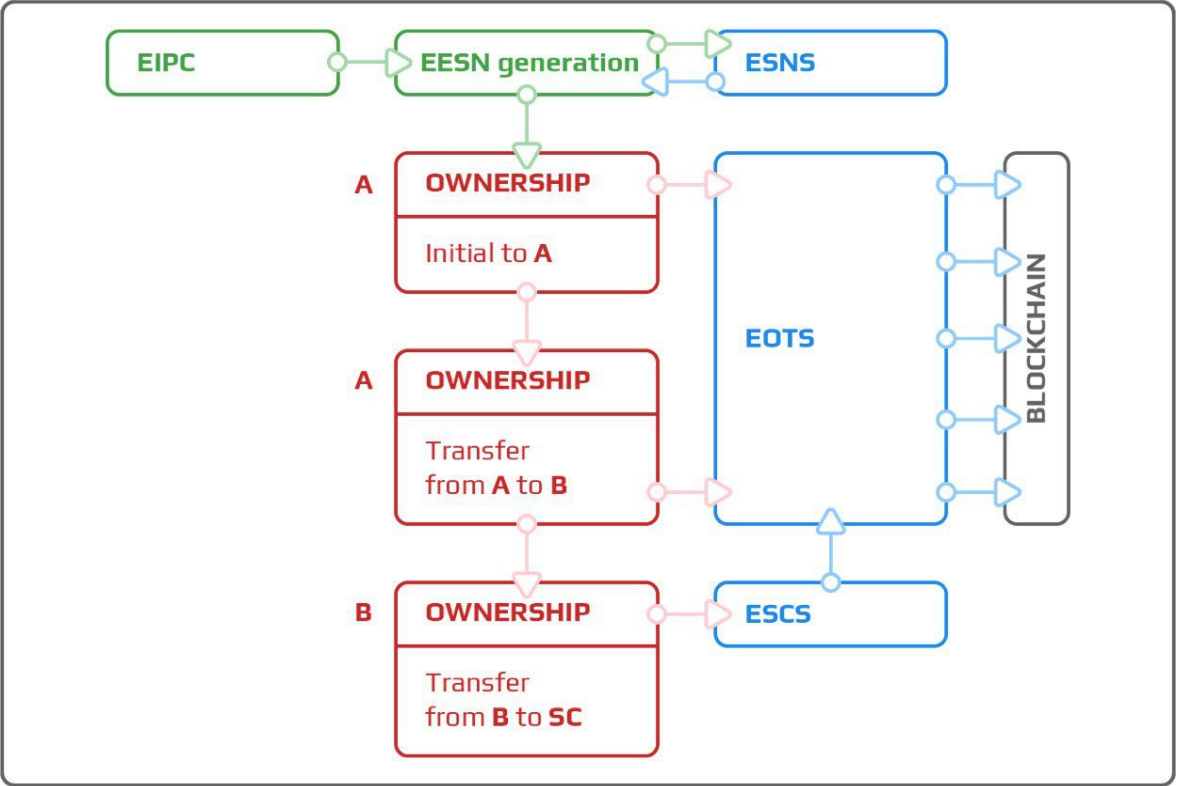 EIPC
EESN generation
ESNS
A
OWNERSHIP
Initial to A
EOTS
BLOCKCHAIN
A
OWNERSHIP
Transfer
from A to B
B
OWNERSHIP
Transfer
from B to SC
ESCS